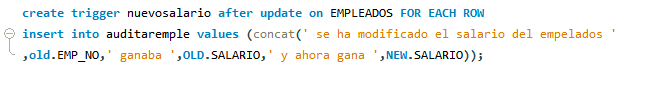 create trigger nuevosalario after update on EMPLEADOS FOR EACH ROW
insert into auditaremple values (concat(' se ha modificado el salario del empelados '
,old.EMP_NO,' ganaba ',OLD.SALARIO,' y ahora gana ',NEW.SALARIO));